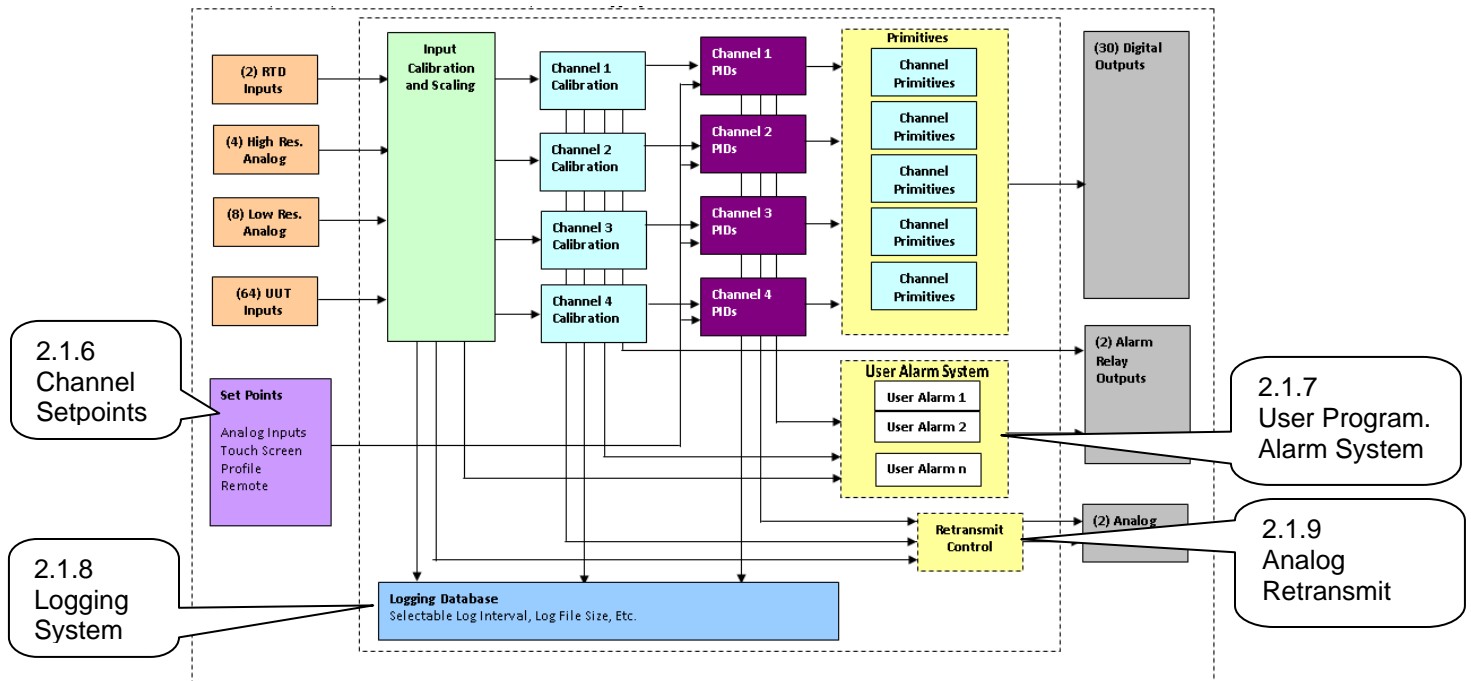 (2) RTD
Inputs
(4) High Res.
Analog
(8) Low Res.
Analog
(64) UUT
Inputs
2.1.6
Channel
Setpoints
Set Points
Analog Inputs
Touch Screen
Profile
Remote
2.1.8
Logging
System
Input
Calibration
and Scaling
Channel 1
Calibration
Channel 2
Calibration
Channel 3
Calibration
Channel 4
Calibration
Channel 1
PIDs
Channel 2
PIDs
Channel 3
PIDs
Channel 4
PIDs
Primitives
Channel
Primitives
Channel
Primitives
Channel
Primitives
Channel
Primitives
Channel
Primitives
User Alarm System
User Alarm 1
User Alarm 2
User Alarm n
Retransmit
Control
Logging Database
Selectable Log Interval, Log File Size, Etc.
(30) Digital
Outputs
(2) Alarm
Relay
Outputs
(2) Analog
2.1.7
User Program.
Alarm System
2.1.9
Analog
Retransmit